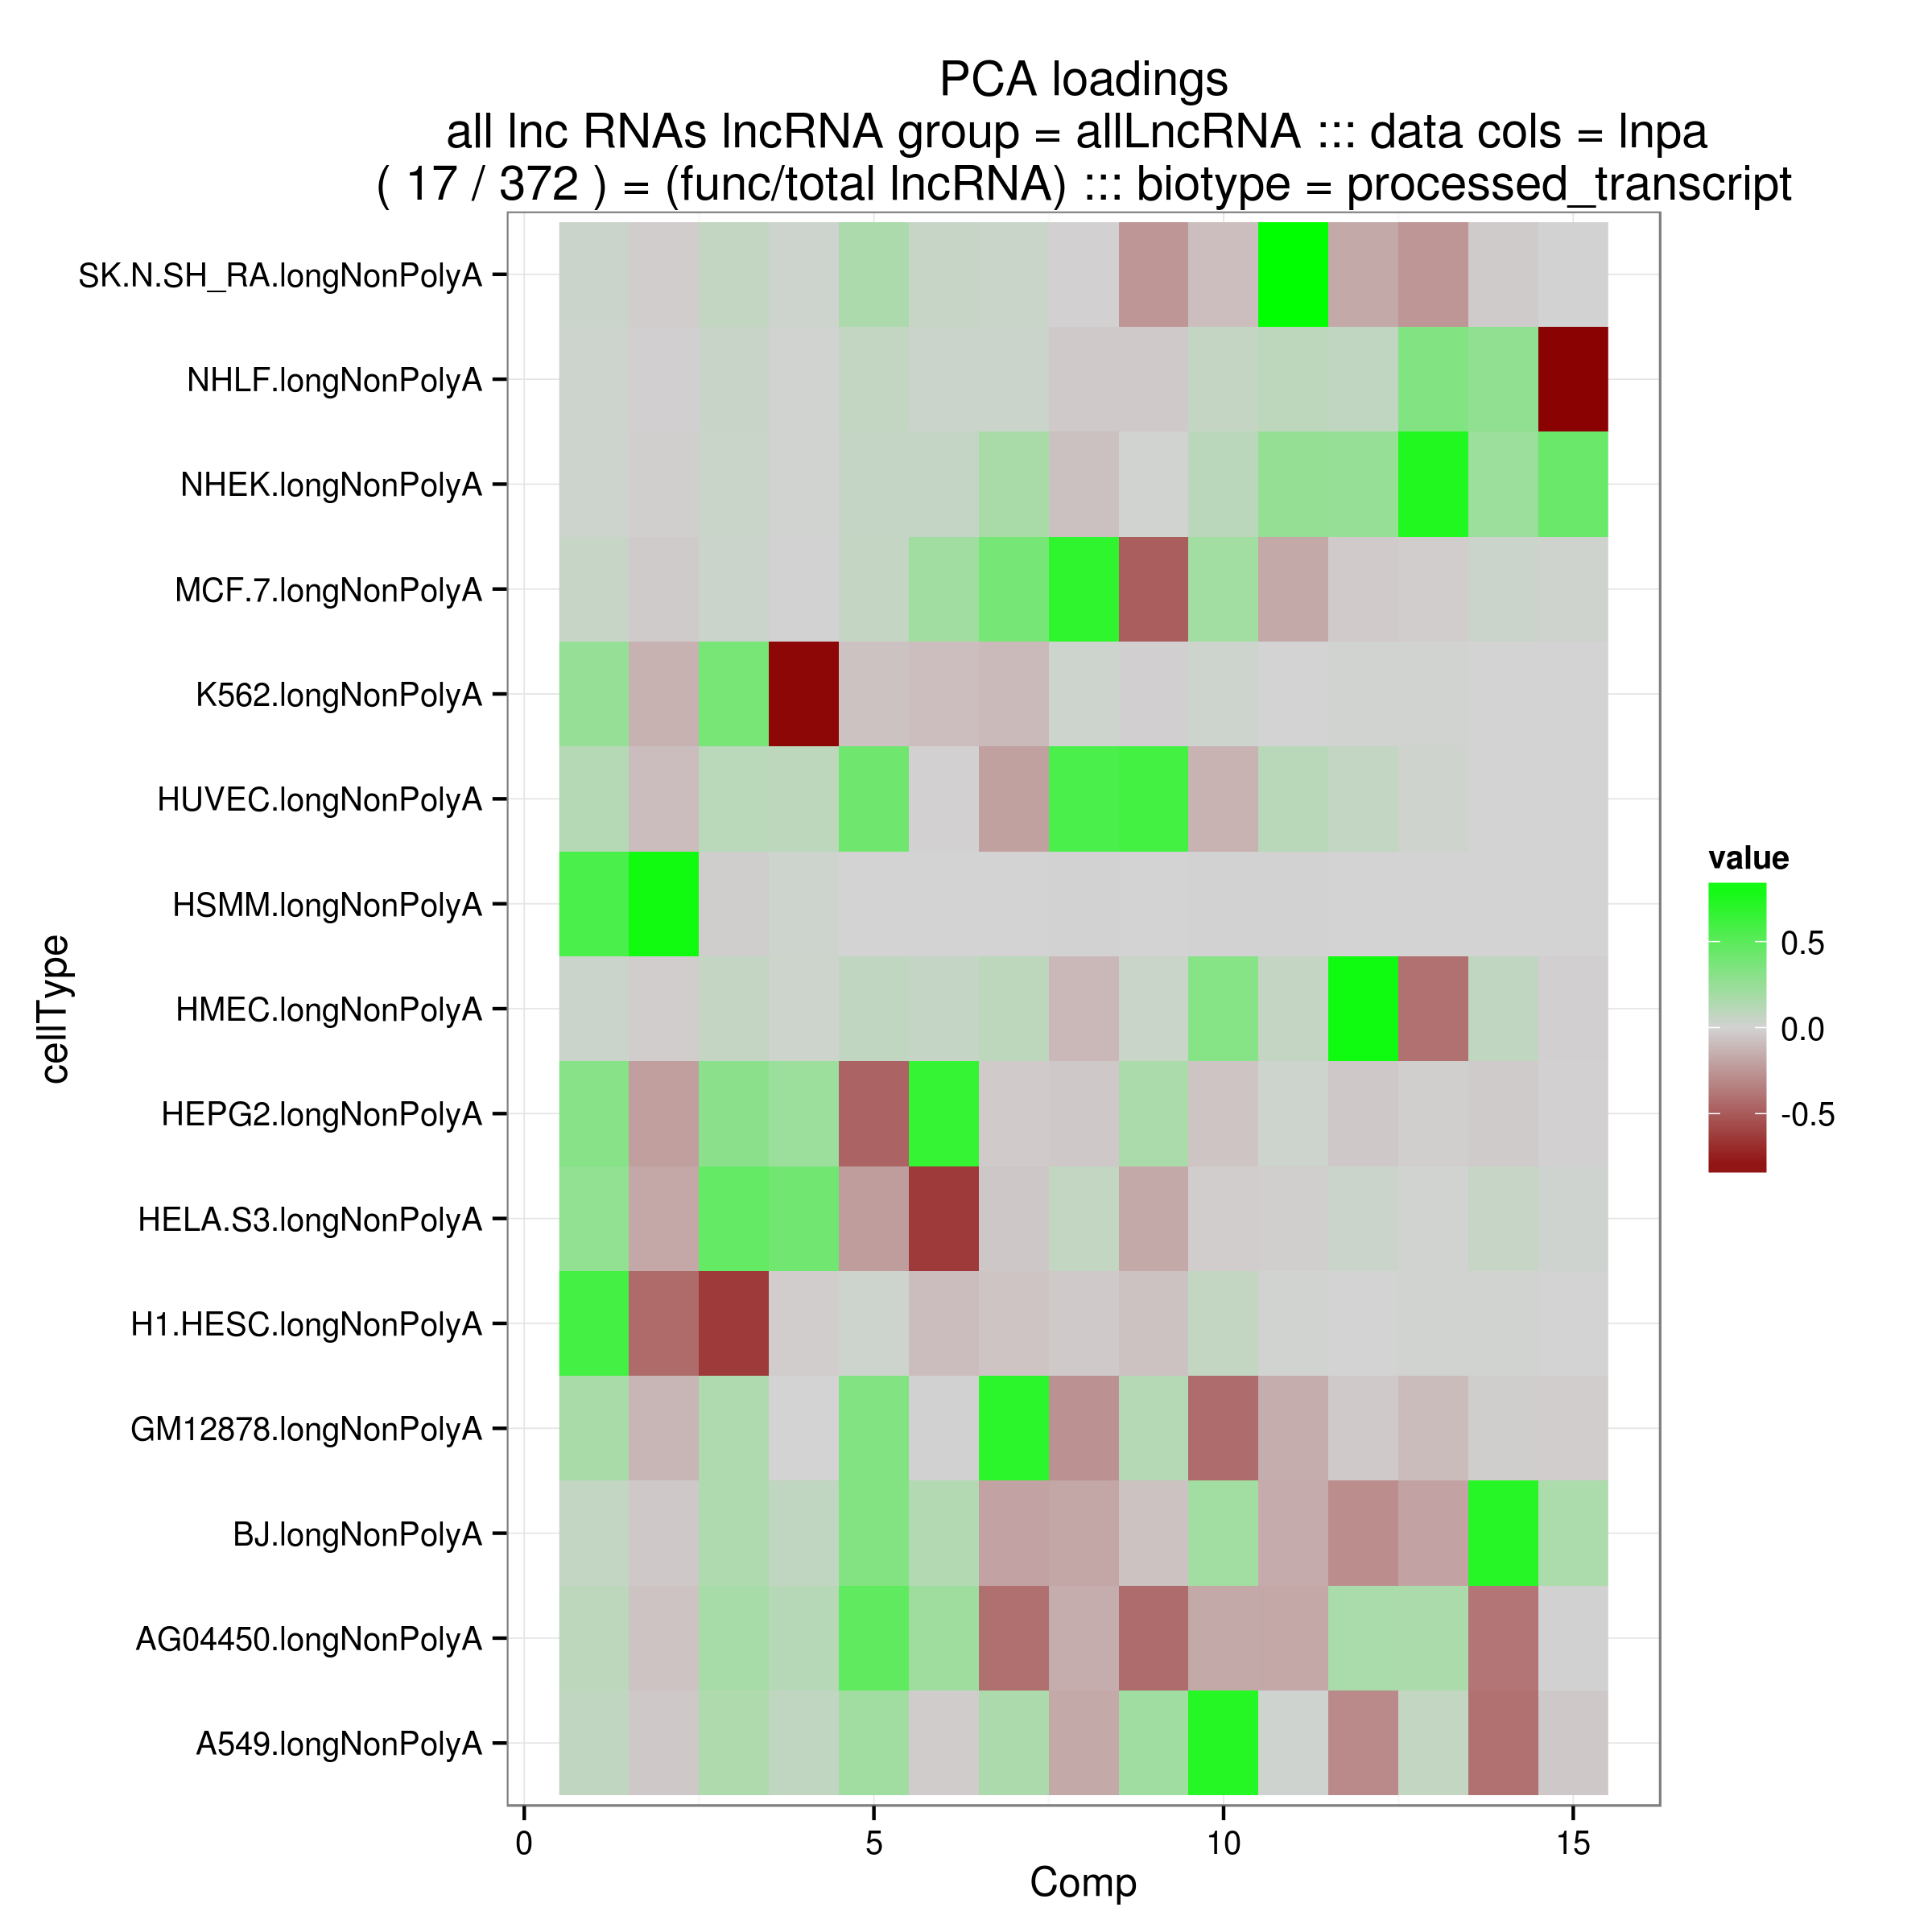 PCA loadings
all lnc RNAs lncRNA group = allLncRNA ::: data cols = lnpa
( 17 / 372 ) = (func/total lncRNA) ::: biotype = processed_transcript
SK.N.SH_RA.longNonPolyA
NHLF.longNonPolyA
NHEK.longNonPolyA
MCF.7.longNonPolyA
K562.longNonPolyA
HUVEC.longNonPolyA
HSMM.longNonPolyA
HMEC.longNonPolyA
HEPG2.longNonPolyA
HELA.S3.longNonPolyA
H1.HESC.longNonPolyA
GM12878.longNonPolyA
BJ.longNonPolyA
AG04450.longNonPolyA
A549.longNonPolyA
cellType
0 5 10 15
Comp
value
0.5
0.0
-0.5